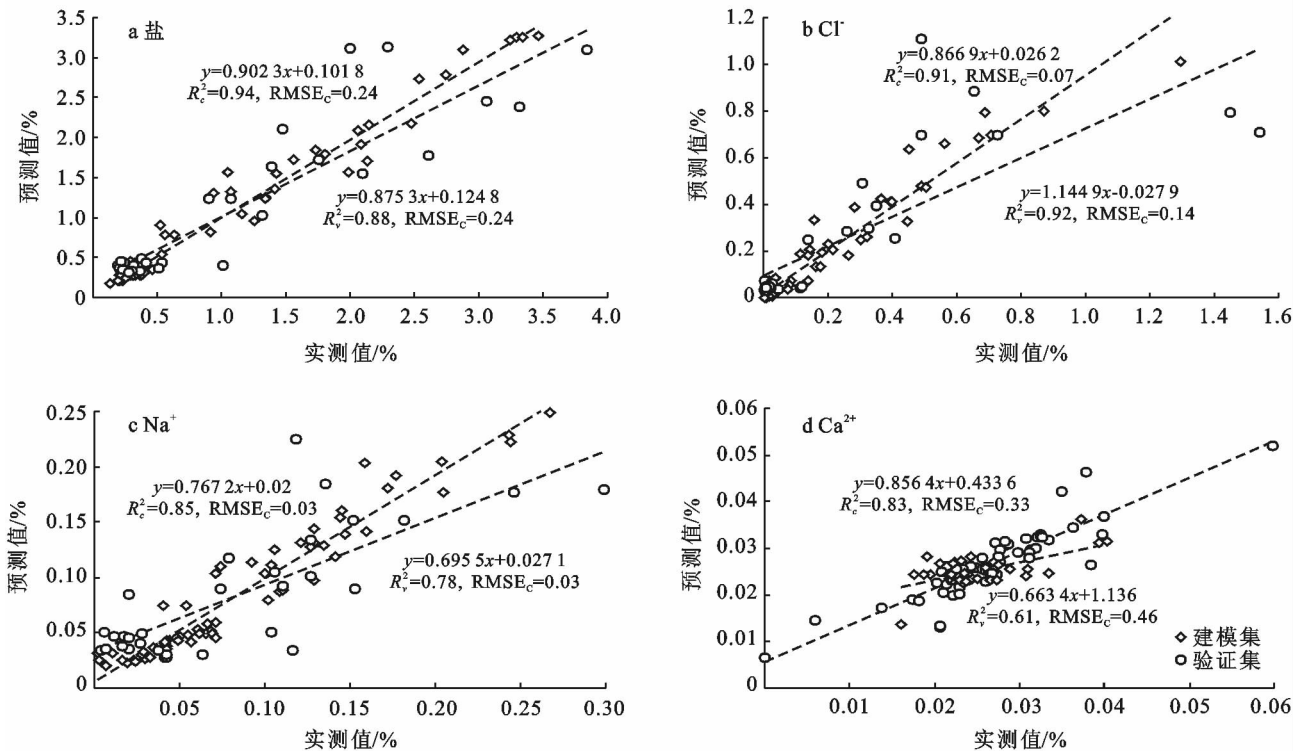 a 盐
y=0.902 3x+0.101 8
R²c=0.94, RMSEC=0.24
y=0.875 3x+0.124 8
R²v=0.88, RMSEC=0.24
预测值/%
3.5
3.0
2.5
2.0
1.5
1.0
0.5
0
0.5 1.0 1.5 2.0 2.5 3.0 3.5 4.0
实测值/%
b Cl⁻
y=0.866 9x+0.026 2
R²c=0.91, RMSEC=0.07
y=1.144 9x-0.027 9
R²v=0.92, RMSEC=0.14
预测值/%
1.2
1.0
0.8
0.6
0.4
0.2
0
0.2 0.4 0.6 0.8 1.0 1.2 1.4 1.6
实测值/%
c Na⁺
y=0.767 2x+0.02
R²c=0.85, RMSEC=0.03
y=0.695 5x+0.027 1
R²v=0.78, RMSEC=0.03
预测值/%
0.25
0.20
0.15
0.10
0.05
0
0.05 0.10 0.15 0.20 0.25 0.30
实测值/%
d Ca²⁺
y=0.856 4x+0.433 6
R²c=0.83, RMSEC=0.33
y=0.663 4x+1.136
R²v=0.61, RMSEC=0.46
建模集
验证集
预测值/%
0.06
0.05
0.04
0.03
0.02
0.01
0
0.01 0.02 0.03 0.04 0.05 0.06
实测值/%